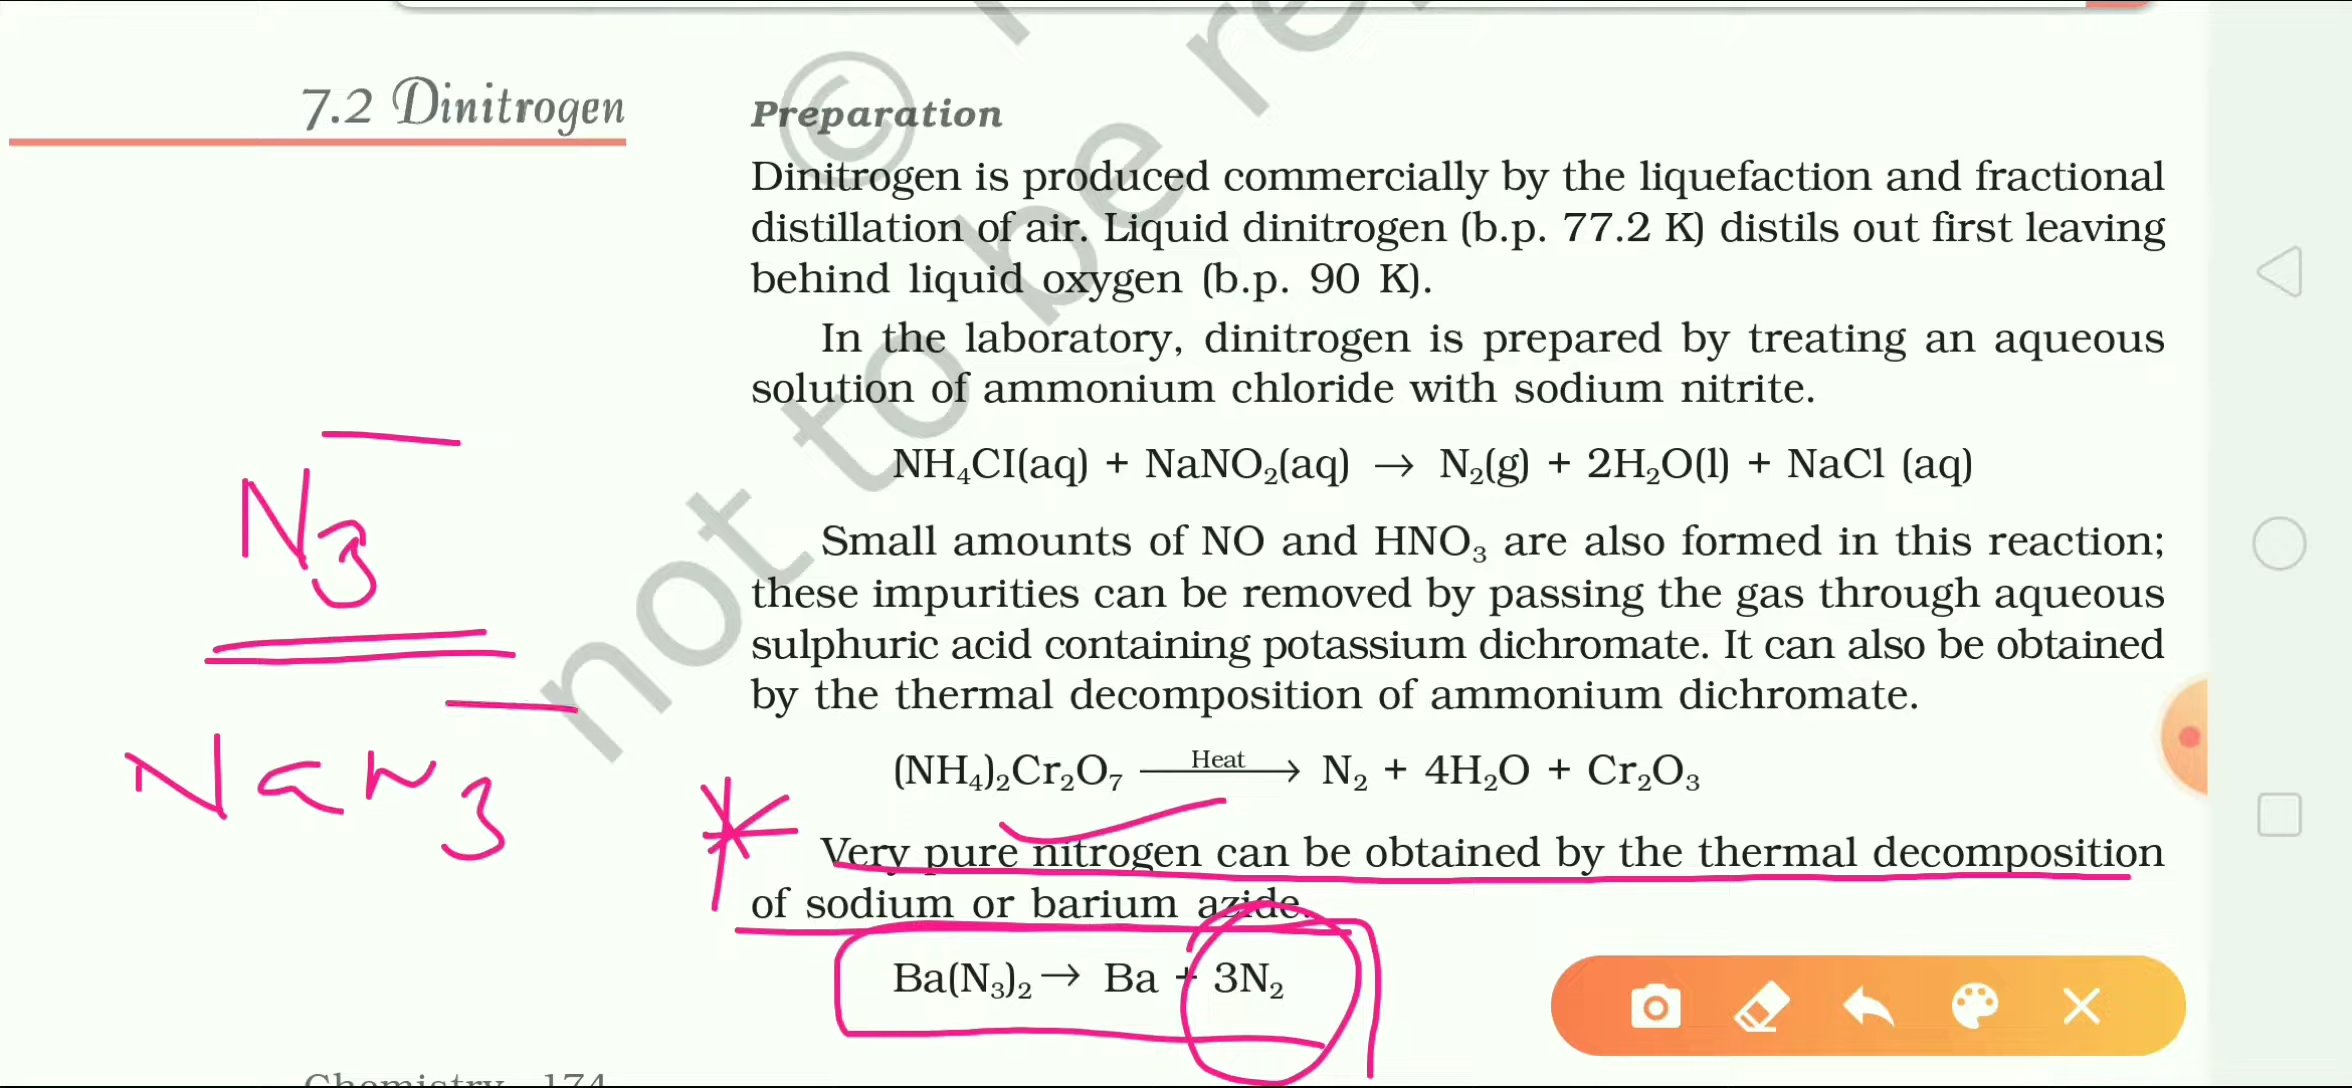 7.2 Dinitrogen
Preparation
Dinitrogen is produced commercially by the liquefaction and fractional
distillation of air. Liquid dinitrogen (b.p. 77.2 K) distils out first leaving
behind liquid oxygen (b.p. 90 K).
In the laboratory, dinitrogen is prepared by treating an aqueous
solution of ammonium chloride with sodium nitrite.
NH₄CI(aq) + NaNO₂(aq) → N₂(g) + 2H₂O(l) + NaCl (aq)
Small amounts of NO and HNO₃ are also formed in this reaction;
these impurities can be removed by passing the gas through aqueous
sulphuric acid containing potassium dichromate. It can also be obtained
by the thermal decomposition of ammonium dichromate.
(NH₄)₂Cr₂O₇ Heat → N₂ + 4H₂O + Cr₂O₃
Very pure nitrogen can be obtained by the thermal decomposition
of sodium or barium azide.
Ba(N₃)₂ → Ba + 3N₂
N₃
NaN₃
© not to be re
Chemistry 174